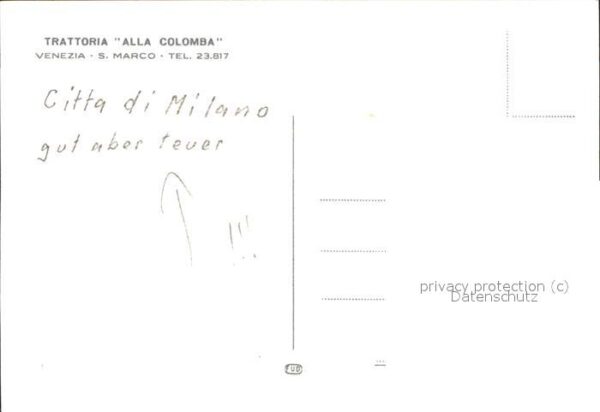 TRATTORIA "ALLA COLOMBA"
VENEZIA - S. MARCO - TEL. 23.817
Citta di Milano
gut aber teuer
!!!
privacy protection (c)
Datenschutz